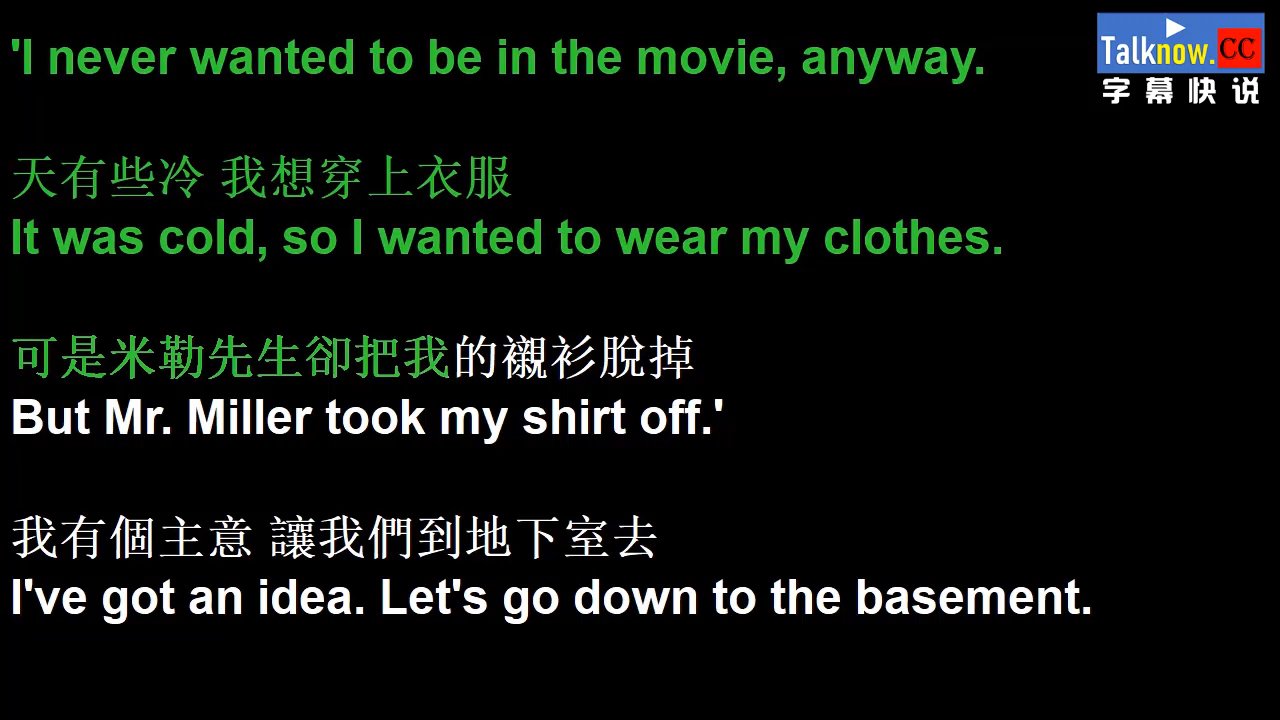 'I never wanted to be in the movie, anyway.
Talknow.CC
字幕快说
天有些冷 我想穿上衣服
It was cold, so I wanted to wear my clothes.
可是米勒先生卻把我的襯衫脫掉
But Mr. Miller took my shirt off.'
我有個主意 讓我們到地下室去
I've got an idea. Let's go down to the basement.